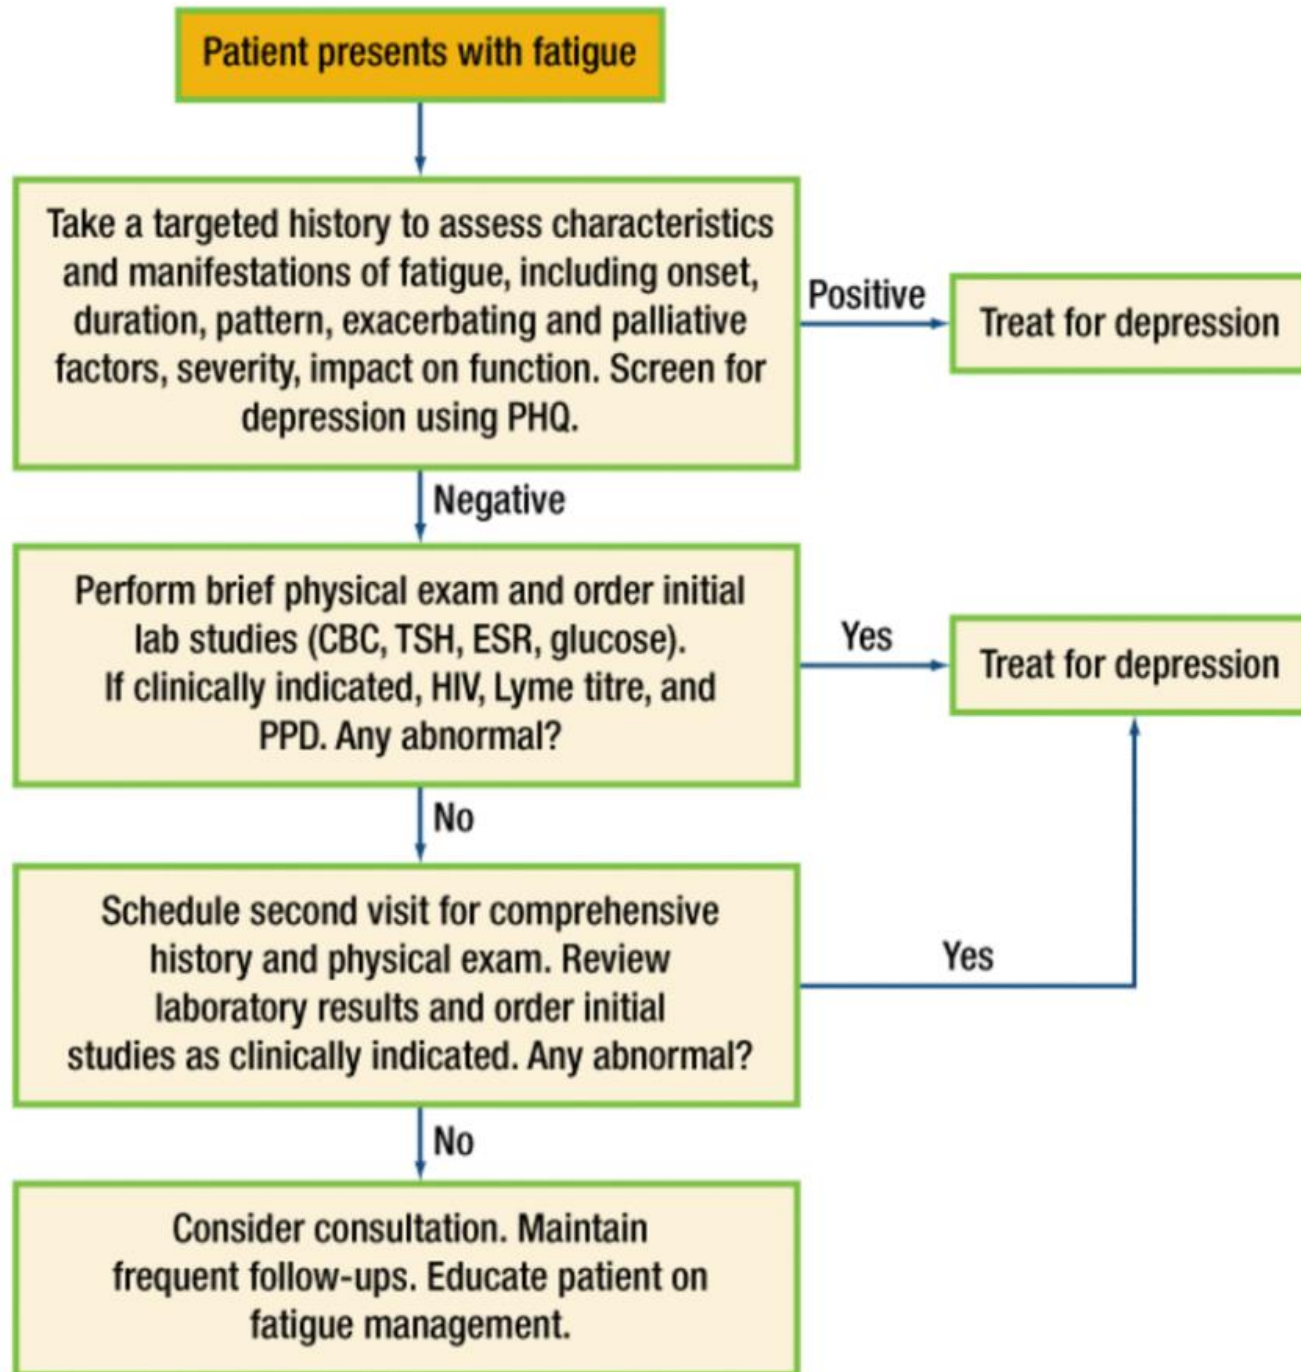 Patient presents with fatigue
Take a targeted history to assess characteristics
and manifestations of fatigue, including onset,
duration, pattern, exacerbating and palliative
factors, severity, impact on function. Screen for
depression using PHQ.
Positive
Treat for depression
Negative
Perform brief physical exam and order initial
lab studies (CBC, TSH, ESR, glucose).
If clinically indicated, HIV, Lyme titre, and
PPD. Any abnormal?
Yes
Treat for depression
No
Schedule second visit for comprehensive
history and physical exam. Review
laboratory results and order initial
studies as clinically indicated. Any abnormal?
Yes
No
Consider consultation. Maintain
frequent follow-ups. Educate patient on
fatigue management.